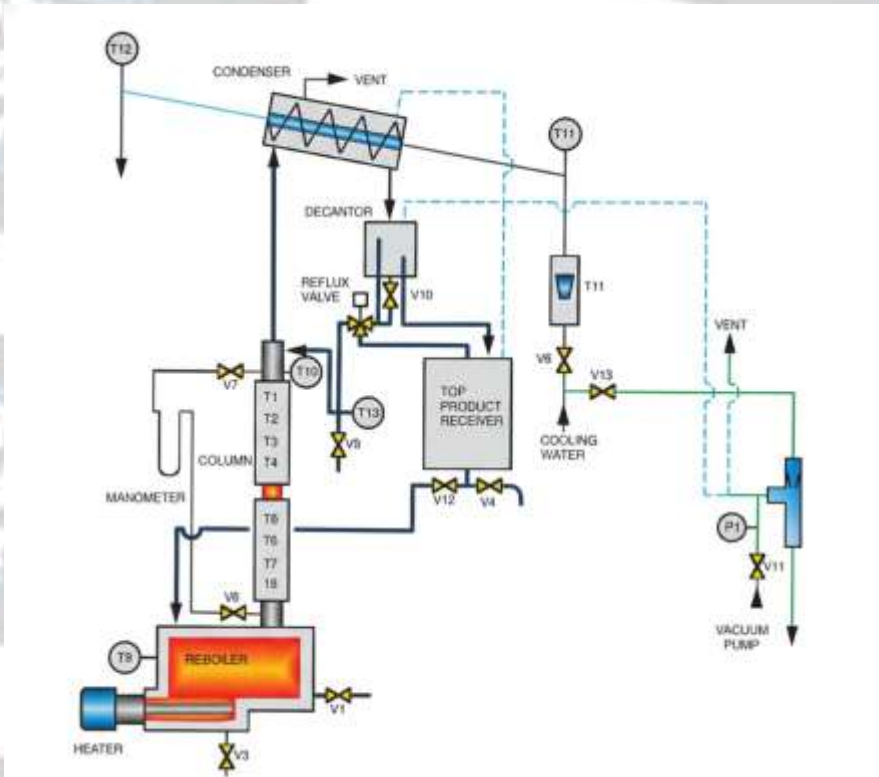 T12
CONDENSER
VENT
T11
DECANTOR
REFLUX
VALVE
V10
T11
VENT
V6
V13
V7
T10
T1
T2
T3
T4
TOP
PRODUCT
RECEIVER
T13
V9
COOLING
WATER
COLUMN
MANOMETER
V12
V4
T6
T7
18
P1
V11
V6
VACUUM
PUMP
T9
REBOILER
V1
HEATER
V3